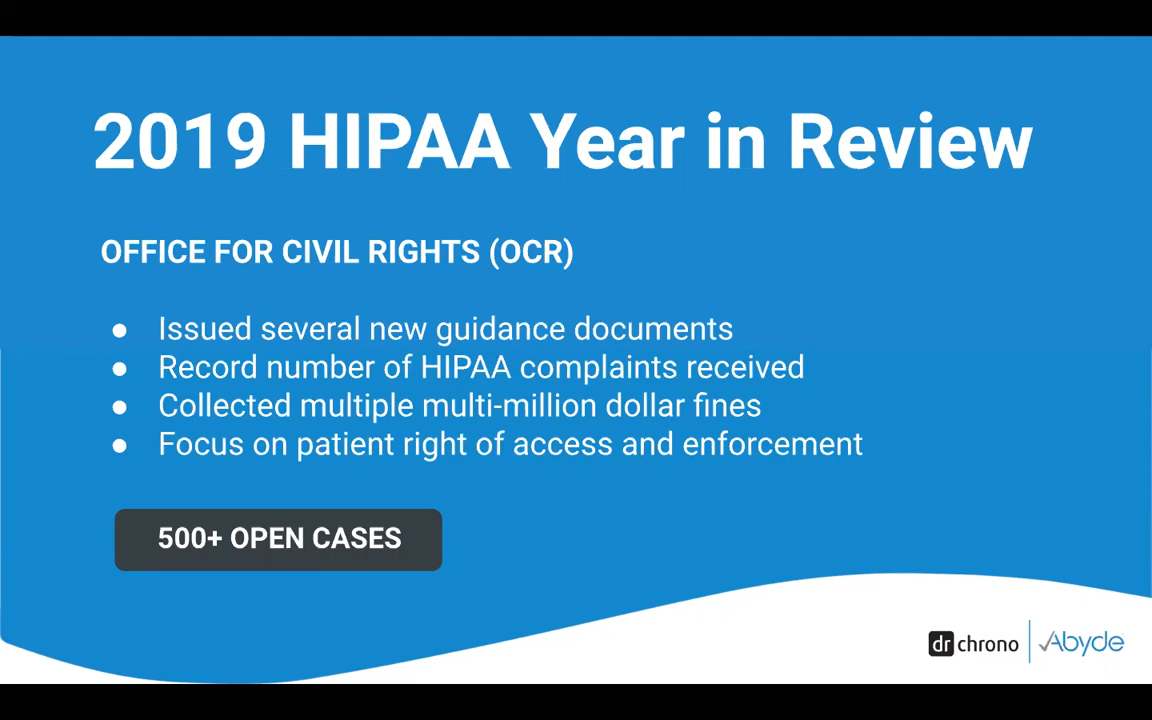 2019 HIPAA Year in Review
OFFICE FOR CIVIL RIGHTS (OCR)
● Issued several new guidance documents
● Record number of HIPAA complaints received
● Collected multiple multi-million dollar fines
● Focus on patient right of access and enforcement
500+ OPEN CASES
dr chrono
Abyde